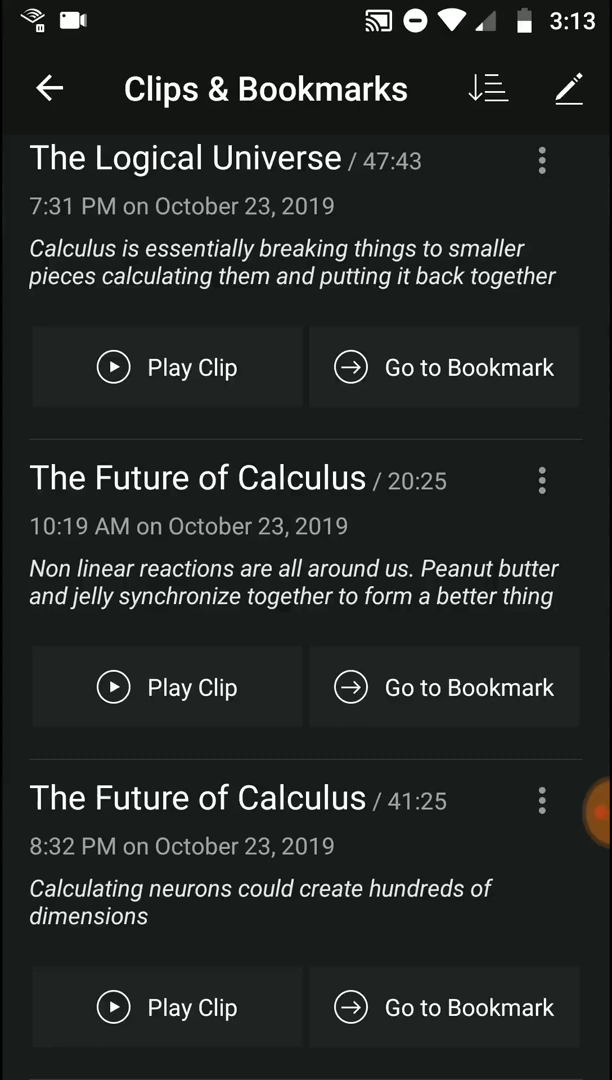 3:13
Clips & Bookmarks
The Logical Universe / 47:43
7:31 PM on October 23, 2019
Calculus is essentially breaking things to smaller
pieces calculating them and putting it back together
Play Clip Go to Bookmark
The Future of Calculus / 20:25
10:19 AM on October 23, 2019
Non linear reactions are all around us. Peanut butter
and jelly synchronize together to form a better thing
Play Clip Go to Bookmark
The Future of Calculus / 41:25
8:32 PM on October 23, 2019
Calculating neurons could create hundreds of
dimensions
Play Clip Go to Bookmark